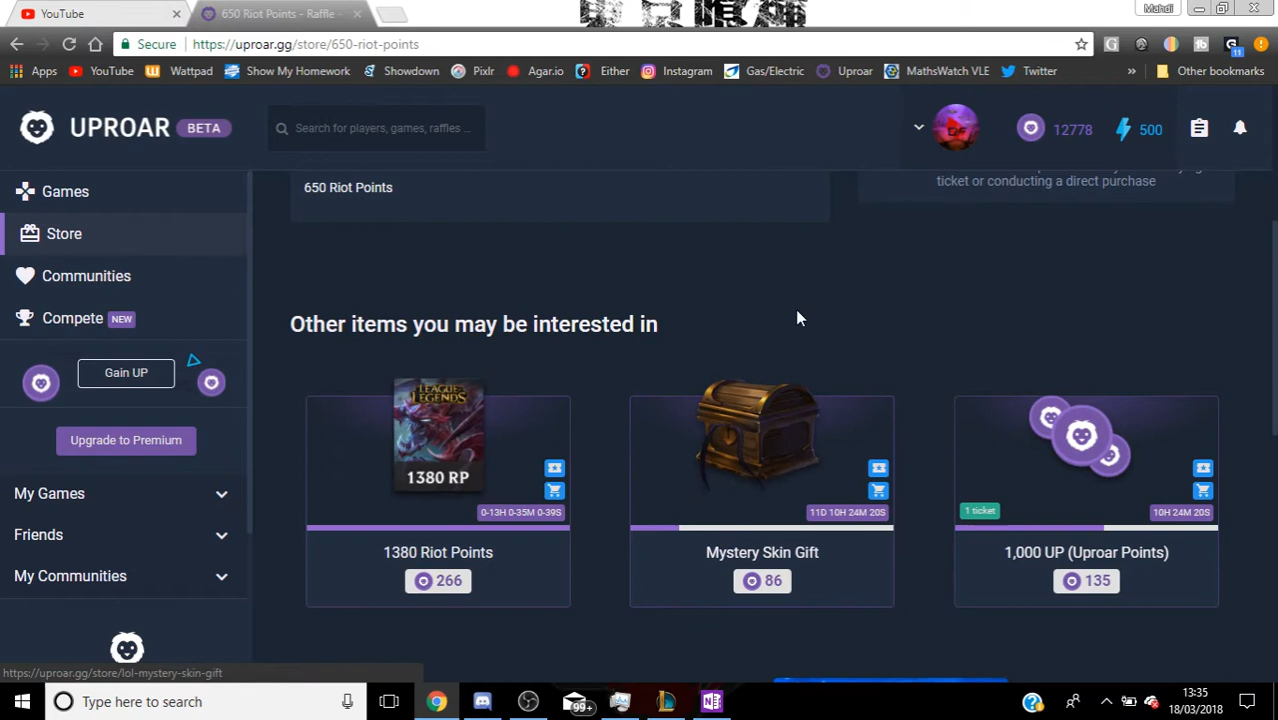 YouTube
650 Riot Points - Raffle -
Mahdi
Secure https://uproar.gg/store/650-riot-points
11
Apps YouTube Wattpad Show My Homework Showdown Pixlr Agar.io Either Instagram Gas/Electric Uproar MathsWatch VLE Twitter » Other bookmarks
UPROAR BETA
Search for players, games, raffles ...
12778 500
Games
Store
Communities
Compete NEW
Gain UP
Upgrade to Premium
My Games
Friends
My Communities
650 Riot Points
ticket or conducting a direct purchase
Other items you may be interested in
LEAGUE
LEGENDS
1380 RP
0-13H 0-35M 0-39S
1380 Riot Points
266
11D 10H 24M 20S
Mystery Skin Gift
86
1 ticket
10H 24M 20S
1,000 UP (Uproar Points)
135
https://uproar.gg/store/lol-mystery-skin-gift
Type here to search
99+
13:35
18/03/2018